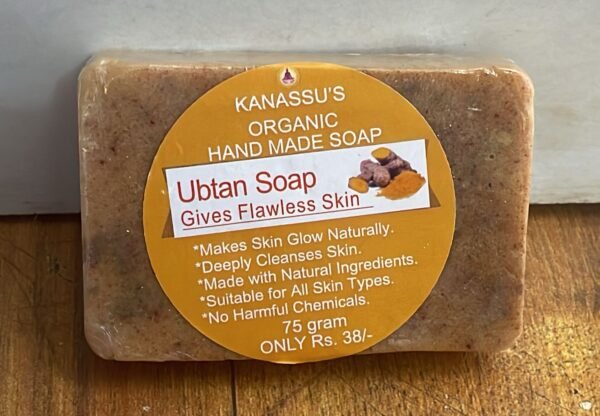 KANASSU'S
ORGANIC
HAND MADE SOAP
Ubtan Soap
Gives Flawless Skin
*Makes Skin Glow Naturally.
*Deeply Cleanses Skin.
*Made with Natural Ingredients.
*Suitable for All Skin Types.
*No Harmful Chemicals.
75 gram
ONLY Rs. 38/-